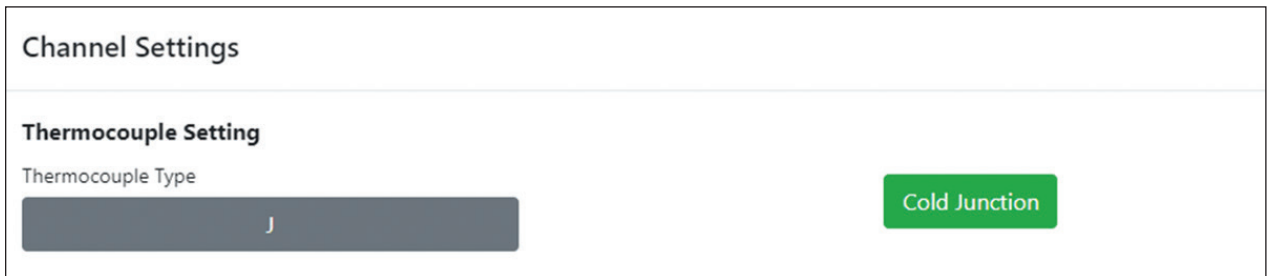 Channel Settings
Thermocouple Setting
Thermocouple Type
J
Cold Junction